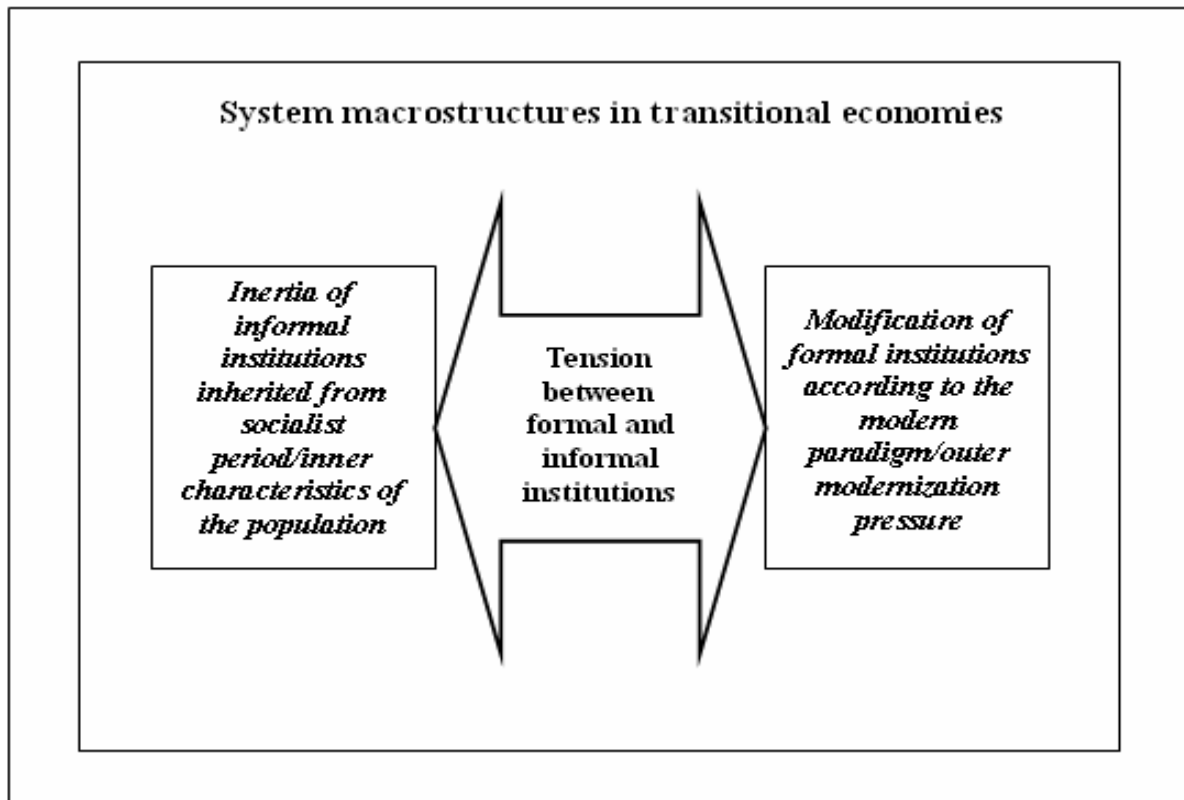 System macrostructures in transitional economies
Inertia of
informal
institutions
inherited from
socialist
period/inner
characteristics of
the population
Tension
between
formal and
informal
institutions
Modification of
formal institutions
according to the
modern
paradigm/outer
modernization
pressure